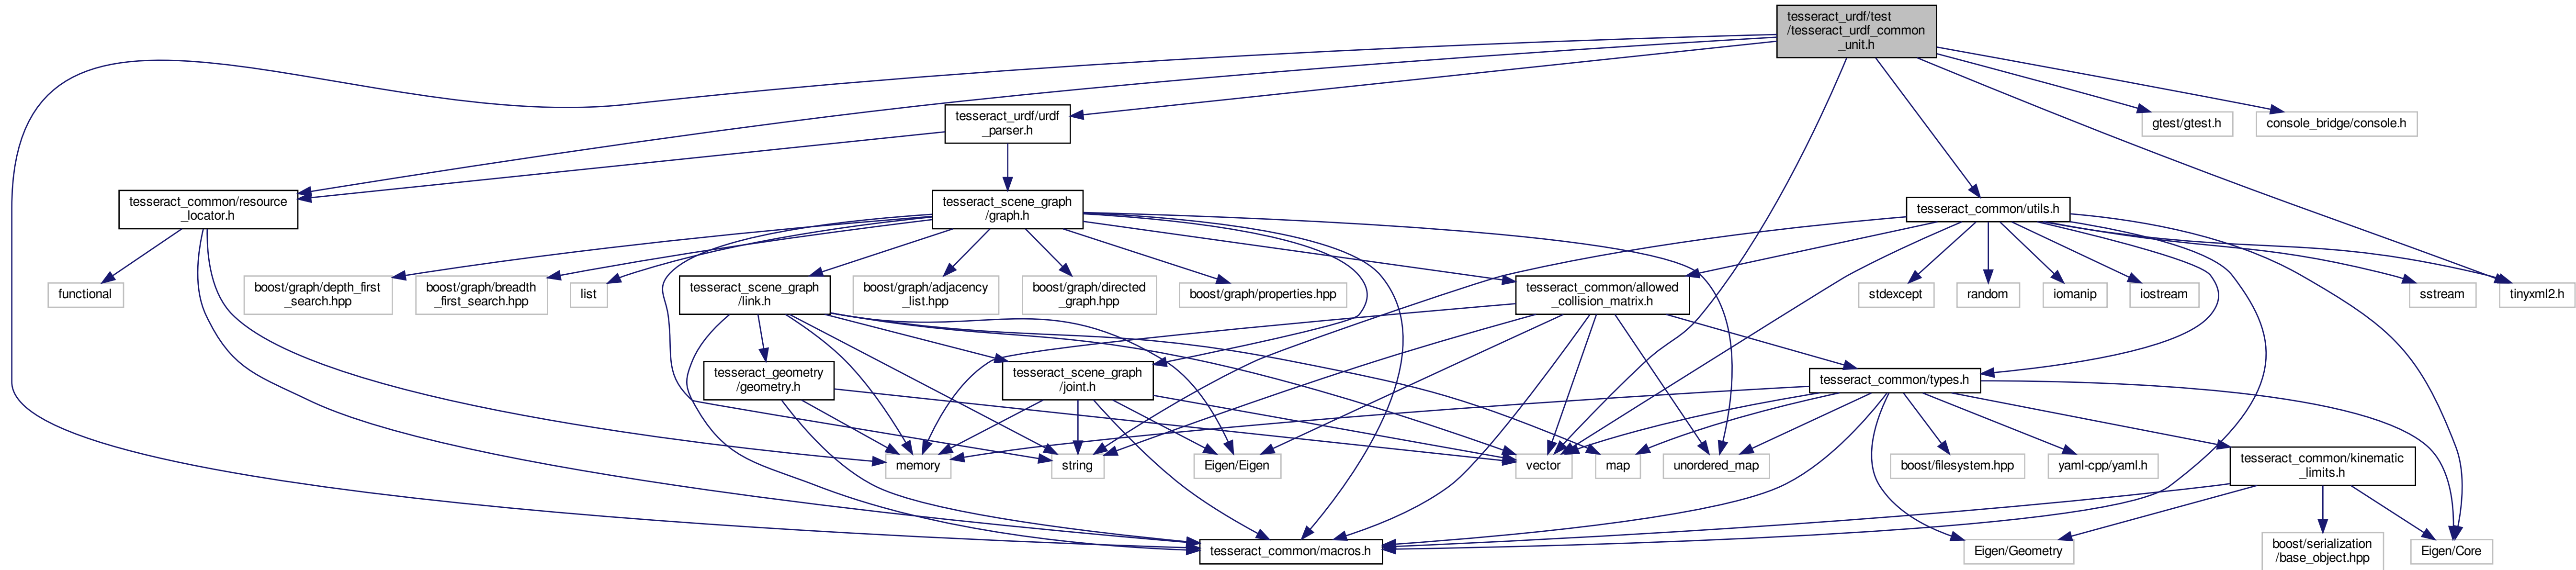 tesseract_urdf/test
/tesseract_urdf_common
_unit.h
tesseract_urdf/urdf
_parser.h
gtest/gtest.h
console_bridge/console.h
tesseract_common/resource
_locator.h
tesseract_scene_graph
/graph.h
tesseract_common/utils.h
functional
boost/graph/depth_first
_search.hpp
boost/graph/breadth
_first_search.hpp
list
tesseract_scene_graph
/link.h
boost/graph/adjacency
_list.hpp
boost/graph/directed
_graph.hpp
boost/graph/properties.hpp
tesseract_common/allowed
_collision_matrix.h
stdexcept
random
iomanip
iostream
sstream
tinyxml2.h
tesseract_geometry
/geometry.h
tesseract_scene_graph
/joint.h
tesseract_common/types.h
memory
string
Eigen/Eigen
vector
map
unordered_map
boost/filesystem.hpp
yaml-cpp/yaml.h
tesseract_common/kinematic
_limits.h
tesseract_common/macros.h
Eigen/Geometry
boost/serialization
/base_object.hpp
Eigen/Core